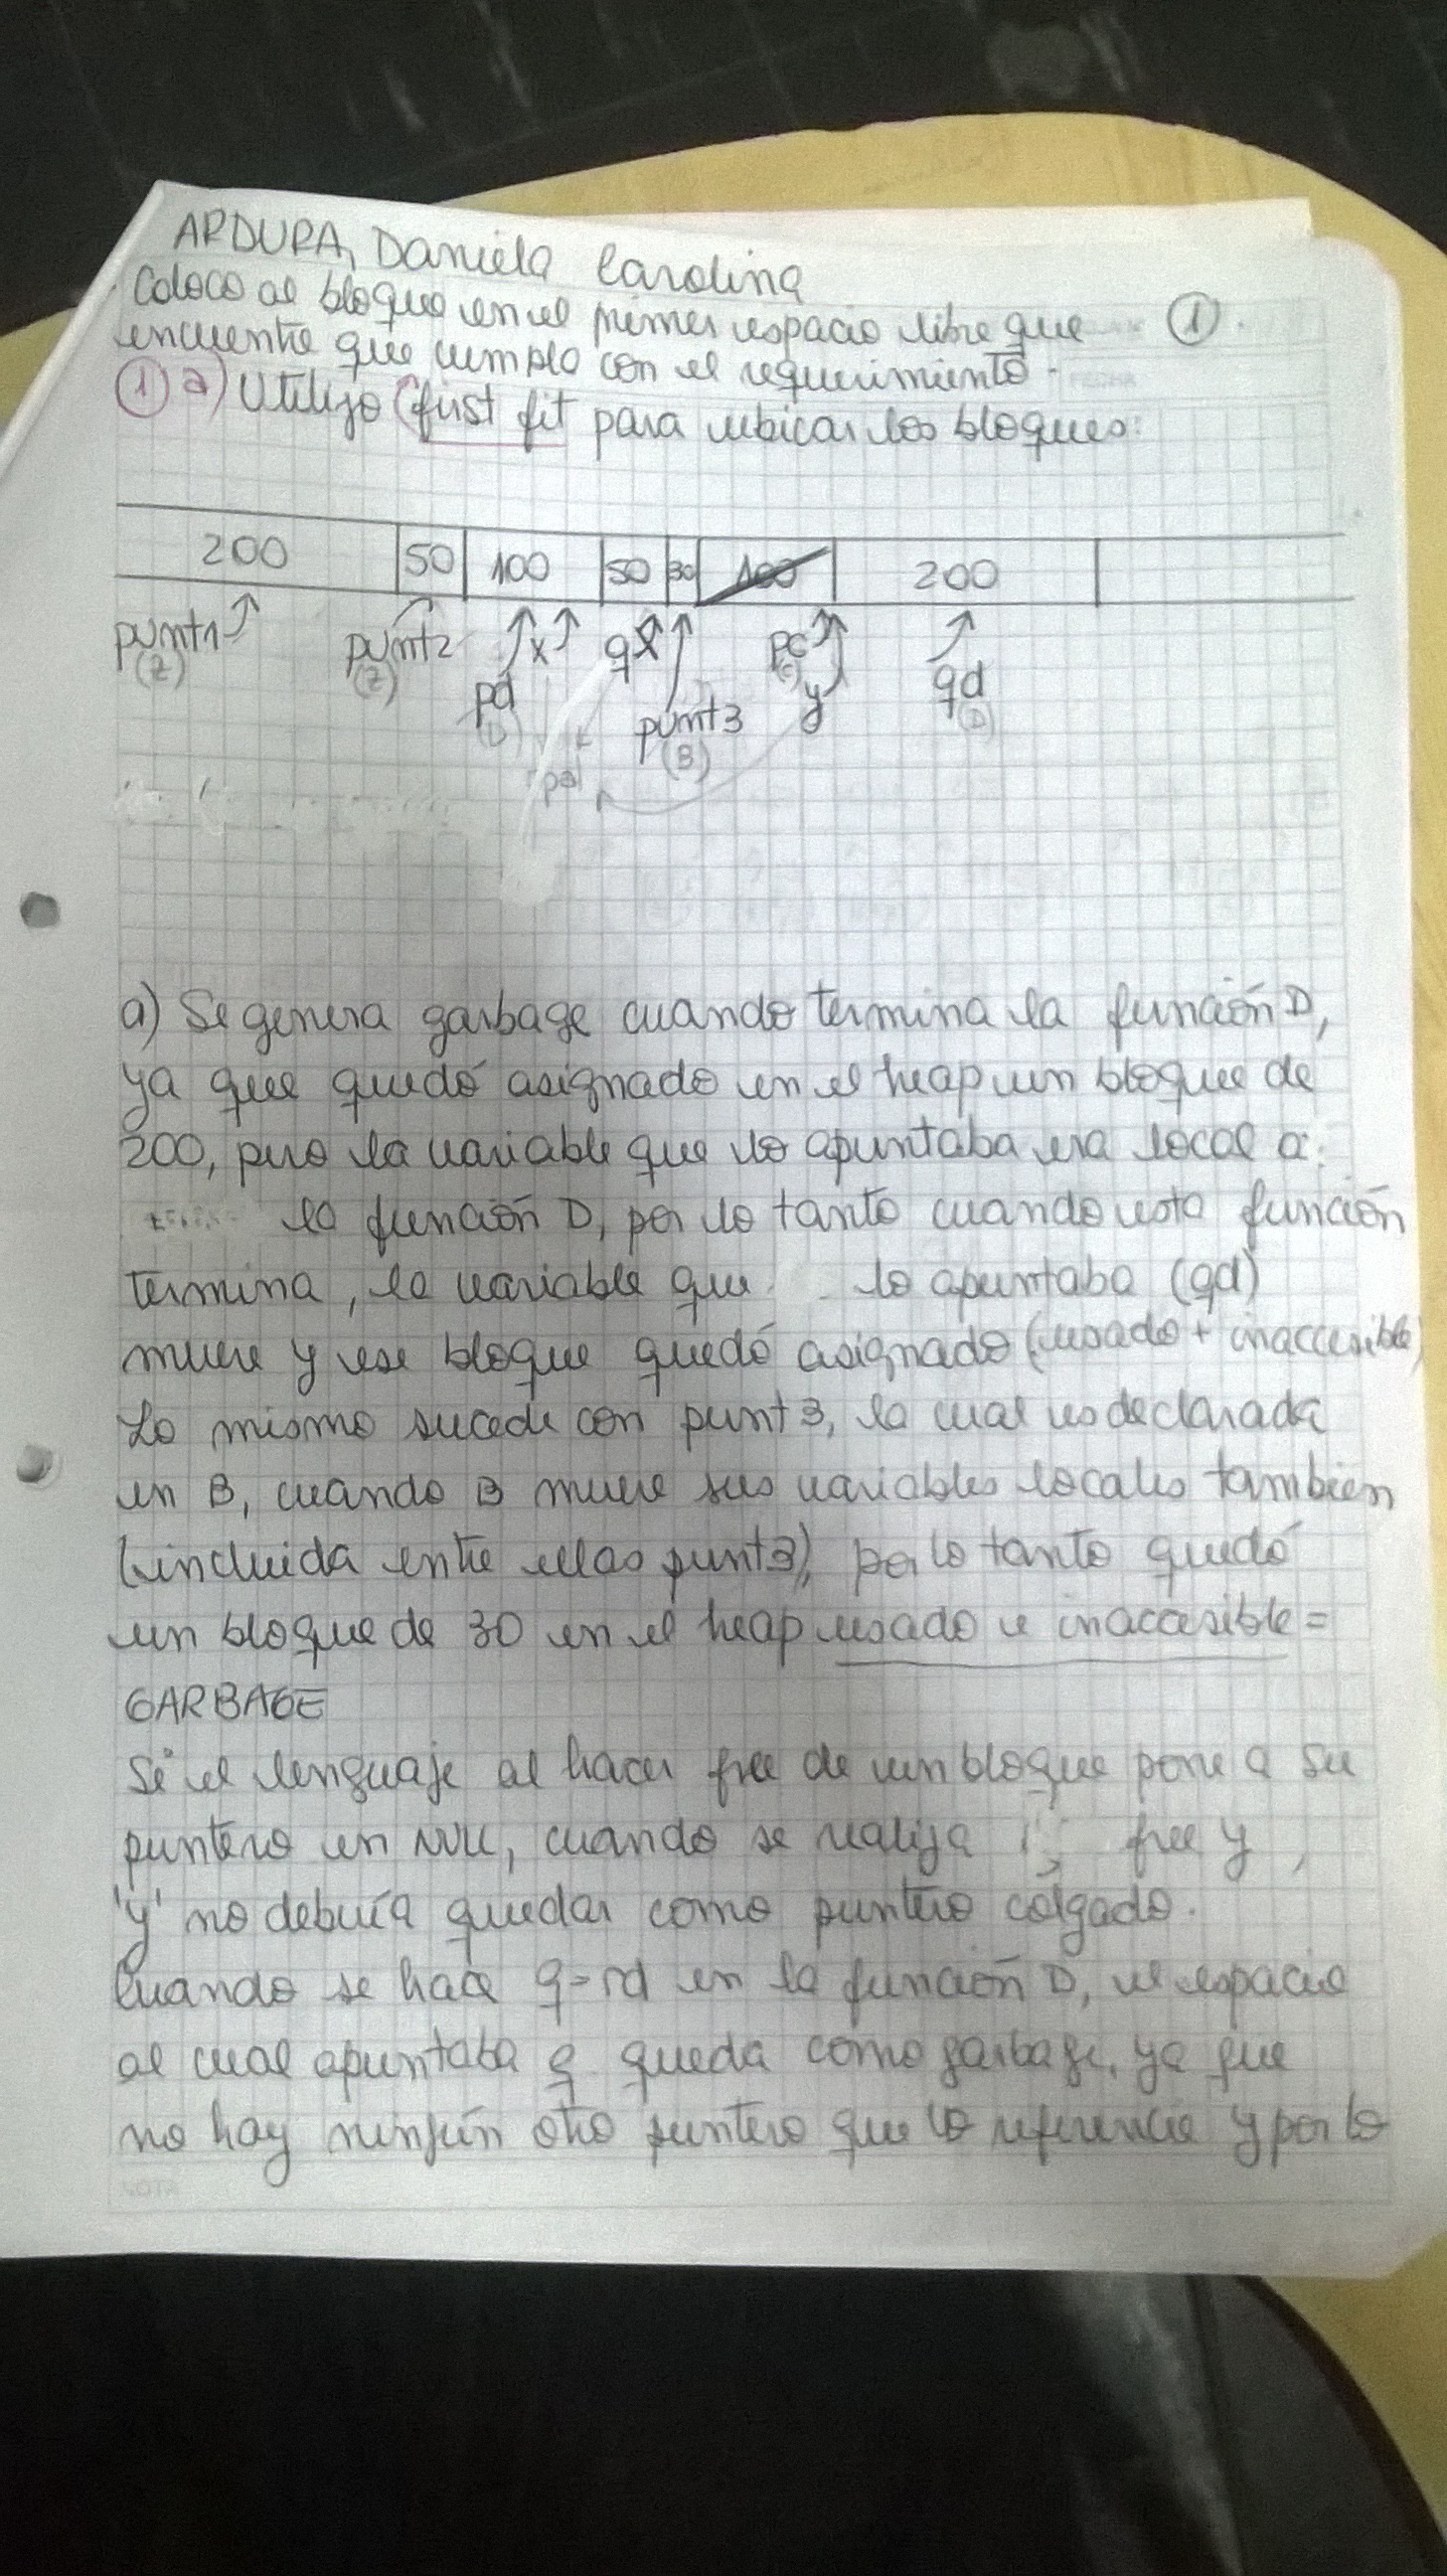 ARDURA, Daniela Carolina
Coloco al bloque en el primer espacio libre que
encuentre que cumpla con el requerimiento.
1
1 a) Utilizo first fit para ubicar los bloques:
200 50 100 50 30 100 200
punt1 punt2 x q x pc
(Z) (Z) pd y qd
punt3 (D)
(B)
pd
a) Se genera garbage cuando termina la función D,
ya que quedó asignado en el heap un bloque de
200, pero la variable que lo apuntaba era local a:
la función D, por lo tanto cuando esta función
termina, la variable que lo apuntaba (qd)
muere y ese bloque quedó asignado (usado + inaccesible)
Lo mismo sucede con punt3, la cual es declarada
en B, cuando B muere sus variables locales tambien
(incluida entre ellas punt3), por lo tanto quedó
un bloque de 30 en el heap usado e inaccesible =
GARBAGE
Si el lenguaje al hacer free de un bloque pone a su
puntero en NULL, cuando se realiza free y,
'y' no debería quedar como puntero colgado.
Cuando se hace q=rd en la función D, el espacio
al cual apuntaba q queda como garbage, ya que
no hay ningún otro puntero que lo referencie y por lo
NOTA